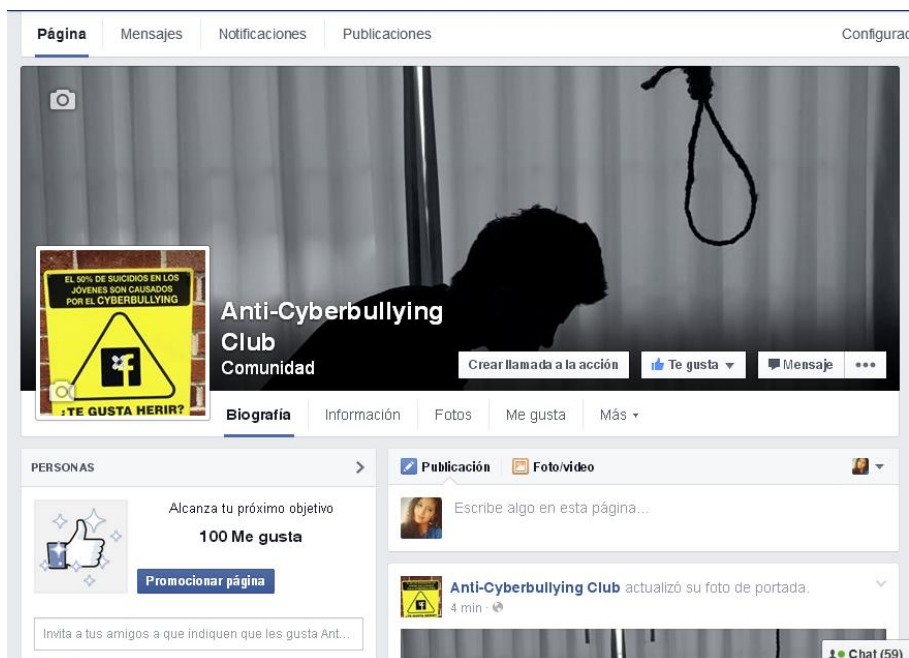 Página Mensajes Notificaciones Publicaciones Configurac
EL 50% DE SUICIDIOS EN LOS
JÓVENES SON CAUSADOS
POR EL CYBERBULLYING
f
¿TE GUSTA HERIR?
Anti-Cyberbullying
Club
Comunidad
Crear llamada a la acción Te gusta Mensaje
Biografía Información Fotos Me gusta Más
PERSONAS
Alcanza tu próximo objetivo
100 Me gusta
Promocionar página
Invita a tus amigos a que indiquen que les gusta Ant...
Publicación Foto/video
Escribe algo en esta página...
Anti-Cyberbullying Club actualizó su foto de portada.
4 min ·
Chat (59)